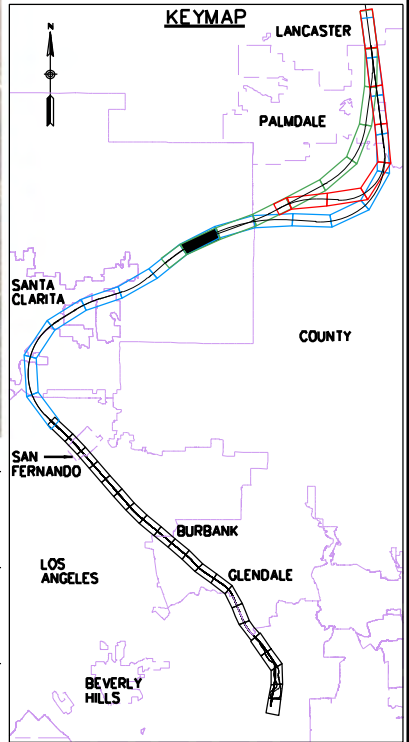 KEYMAP
N
LANCASTER
PALMDALE
SANTA
CLARITA
COUNTY
SAN
FERNANDO
BURBANK
LOS
ANGELES
GLENDALE
BEVERLY
HILLS